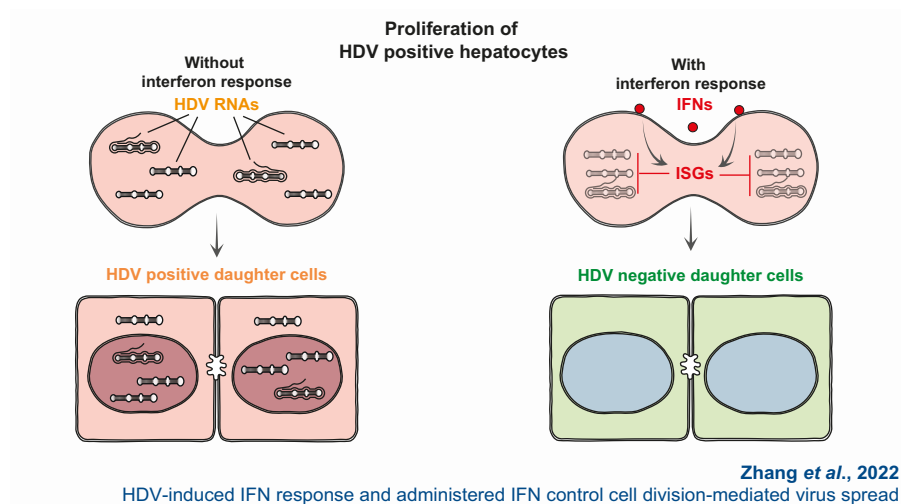 Proliferation of
HDV positive hepatocytes
Without
interferon response
HDV RNAs
With
interferon response
IFNs
ISGs
HDV positive daughter cells
HDV negative daughter cells
Zhang et al., 2022
HDV-induced IFN response and administered IFN control cell division-mediated virus spread